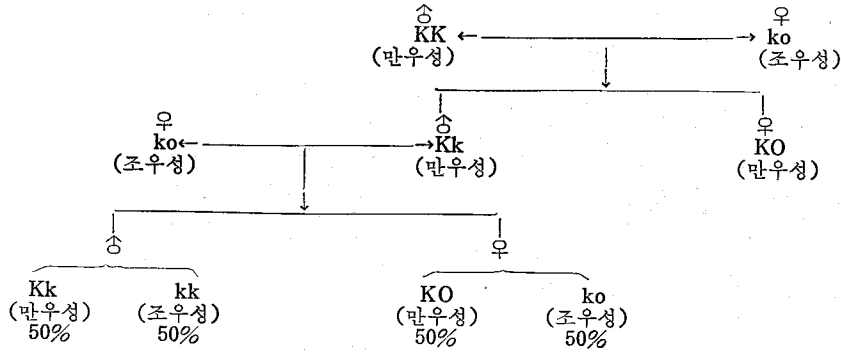 ♂ ♀
KK ko
(만우성) (조우성)
♀ ♂ ♀
ko Kk KO
(조우성) (만우성) (만우성)
♂ ♀
Kk kk KO ko
(만우성) (조우성) (만우성) (조우성)
50% 50% 50% 50%